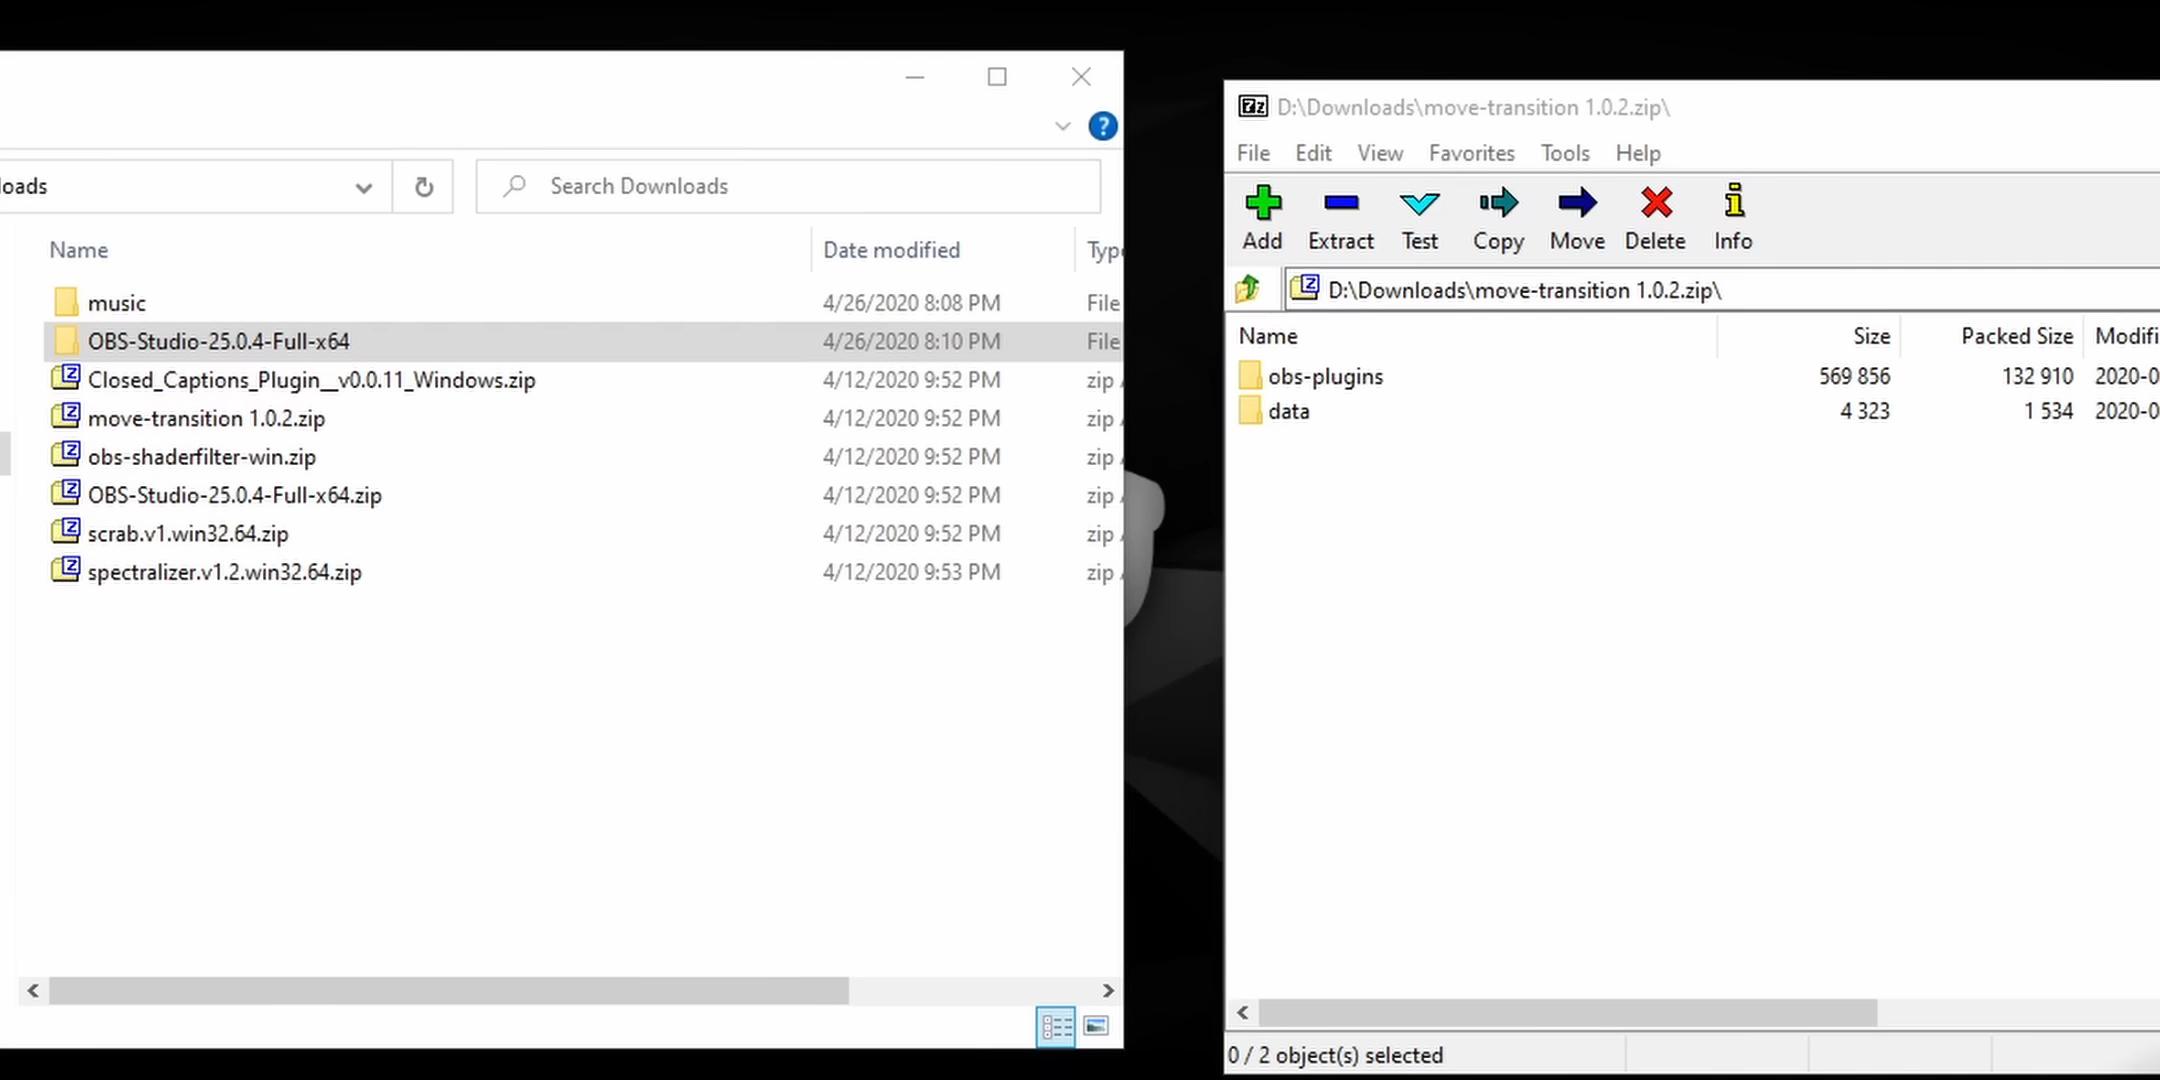 loads
Search Downloads
Name Date modified Typ
music 4/26/2020 8:08 PM File
OBS-Studio-25.0.4-Full-x64 4/26/2020 8:10 PM File
Closed_Captions_Plugin__v0.0.11_Windows.zip 4/12/2020 9:52 PM zip
move-transition 1.0.2.zip 4/12/2020 9:52 PM zip
obs-shaderfilter-win.zip 4/12/2020 9:52 PM zip
OBS-Studio-25.0.4-Full-x64.zip 4/12/2020 9:52 PM zip
scrab.v1.win32.64.zip 4/12/2020 9:52 PM zip
spectralizer.v1.2.win32.64.zip 4/12/2020 9:53 PM zip
D:\Downloads\move-transition 1.0.2.zip\
File Edit View Favorites Tools Help
Add Extract Test Copy Move Delete Info
D:\Downloads\move-transition 1.0.2.zip\
Name Size Packed Size Modifi
obs-plugins 569 856 132 910 2020-0
data 4 323 1 534 2020-0
0 / 2 object(s) selected